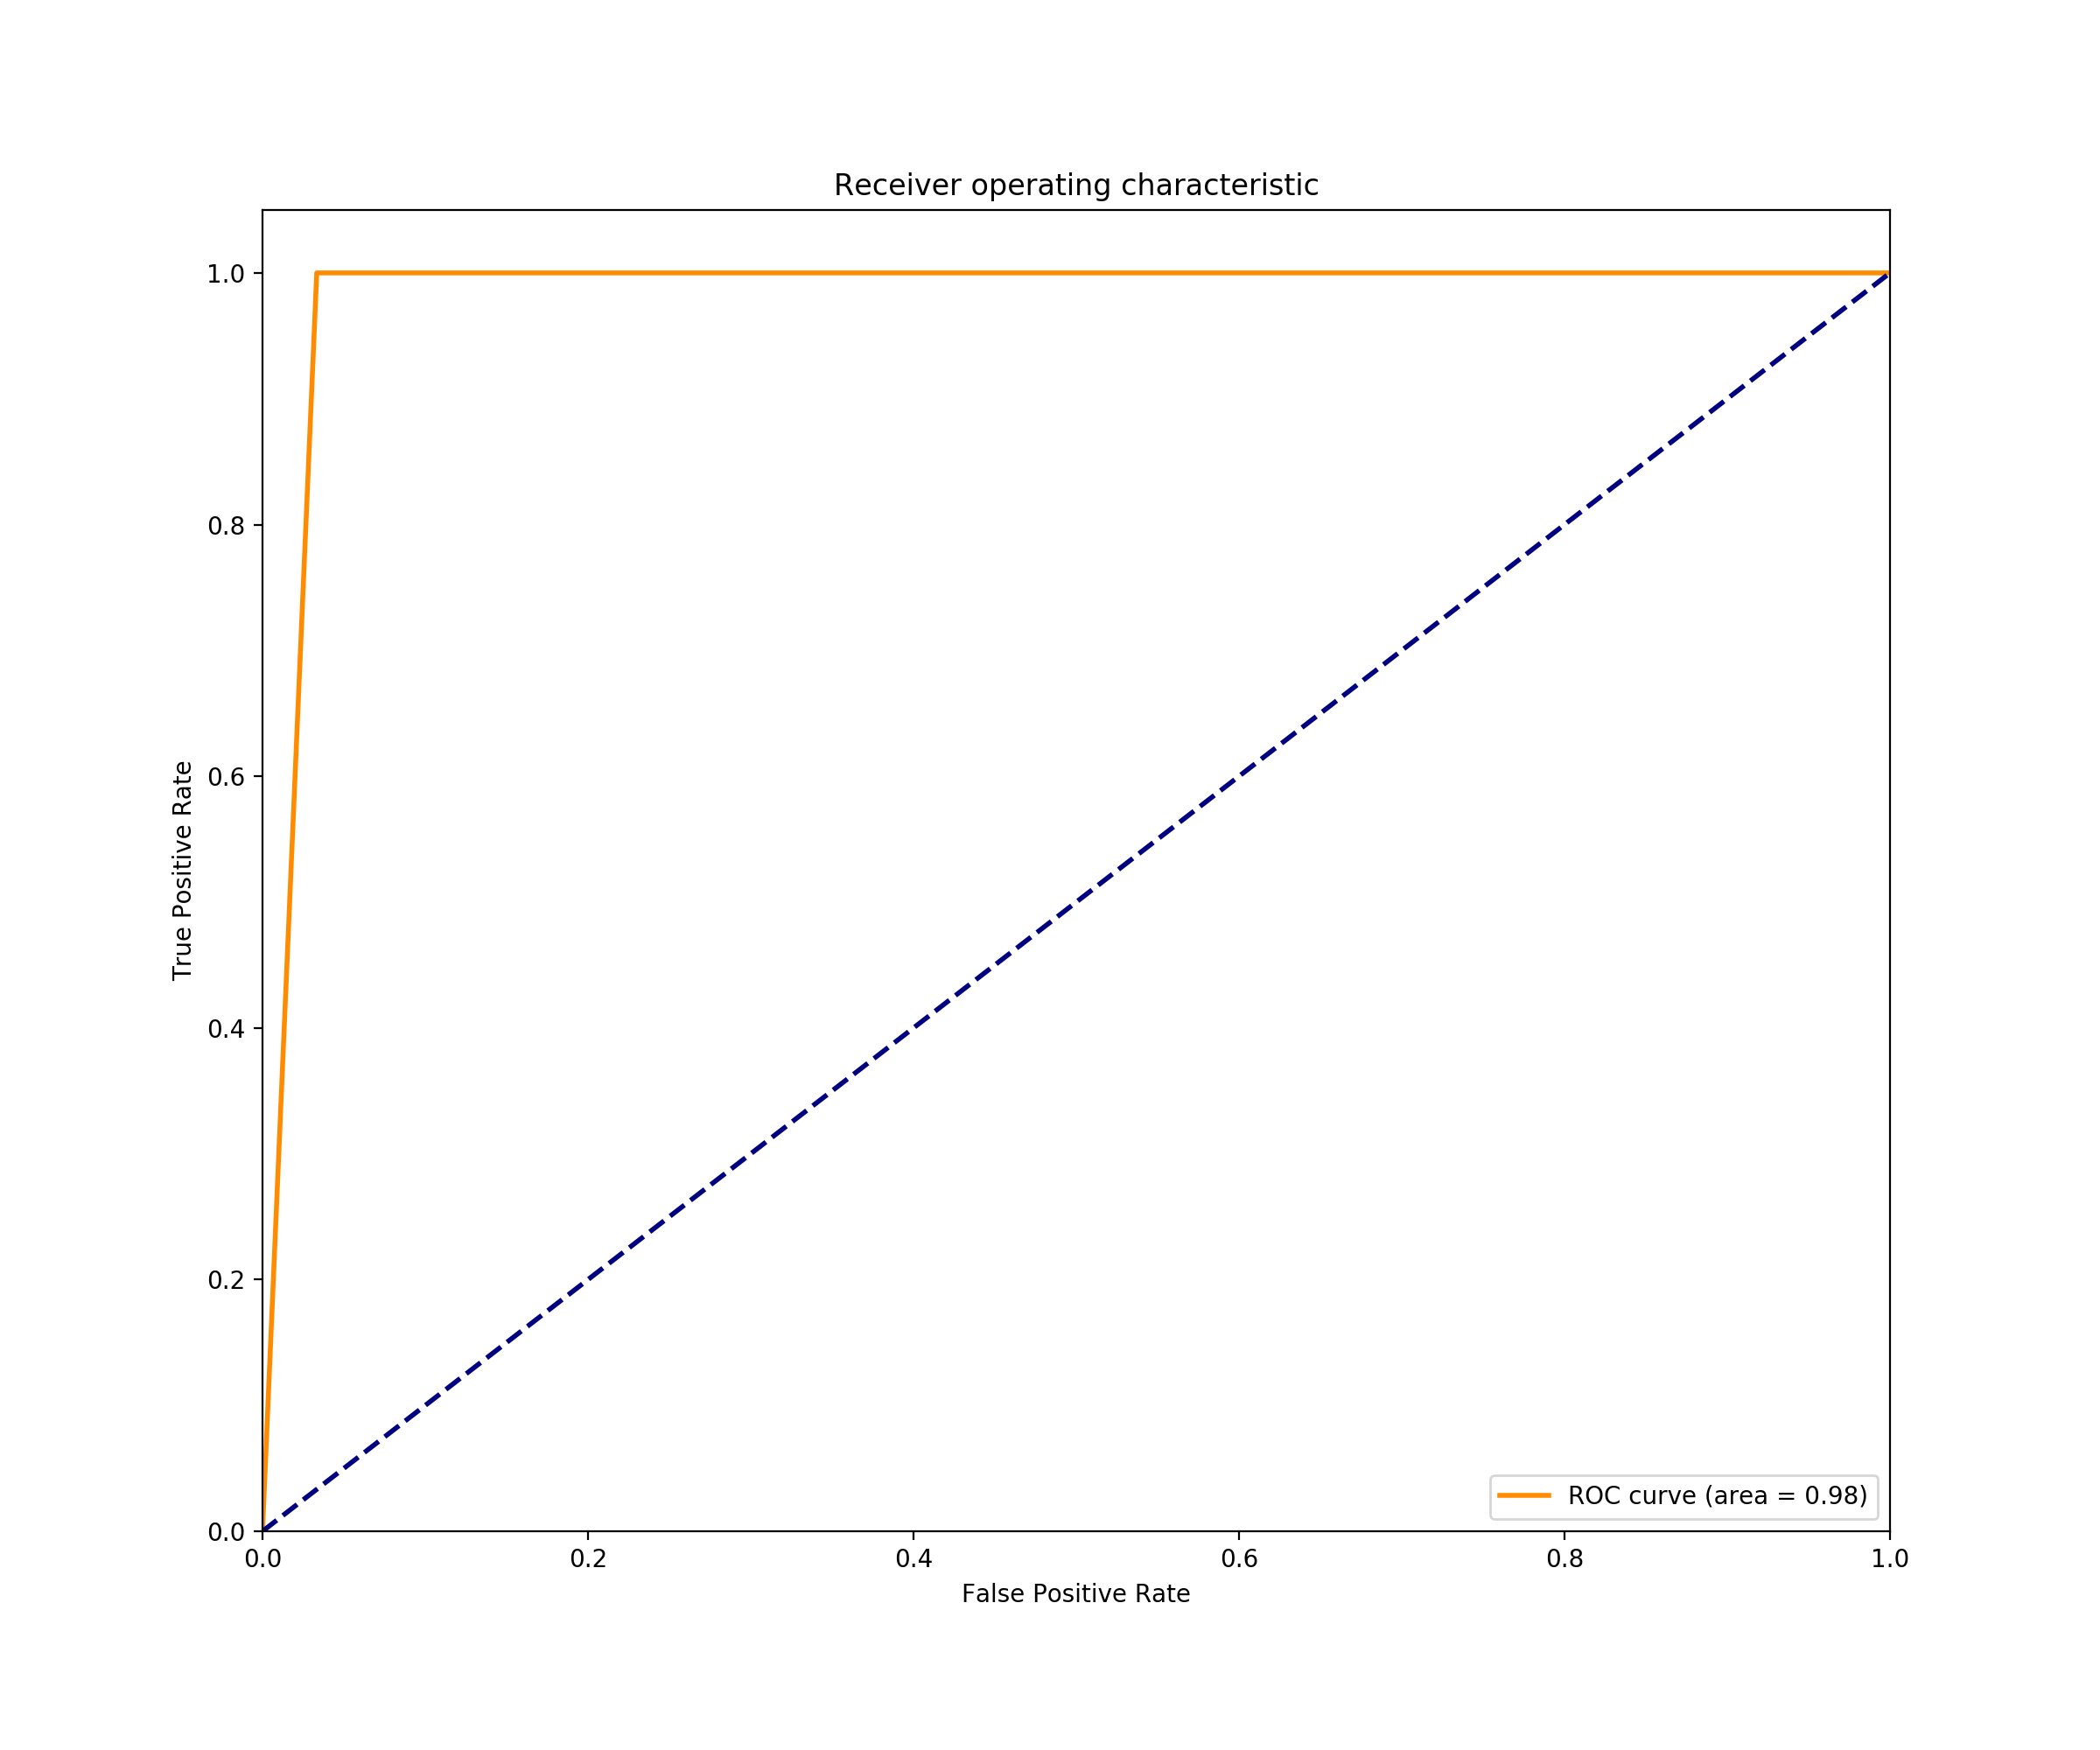 Receiver operating characteristic
1.0
0.8
0.6
0.4
0.2
0.0
True Positive Rate
ROC curve (area = 0.98)
0.0 0.2 0.4 0.6 0.8 1.0
False Positive Rate